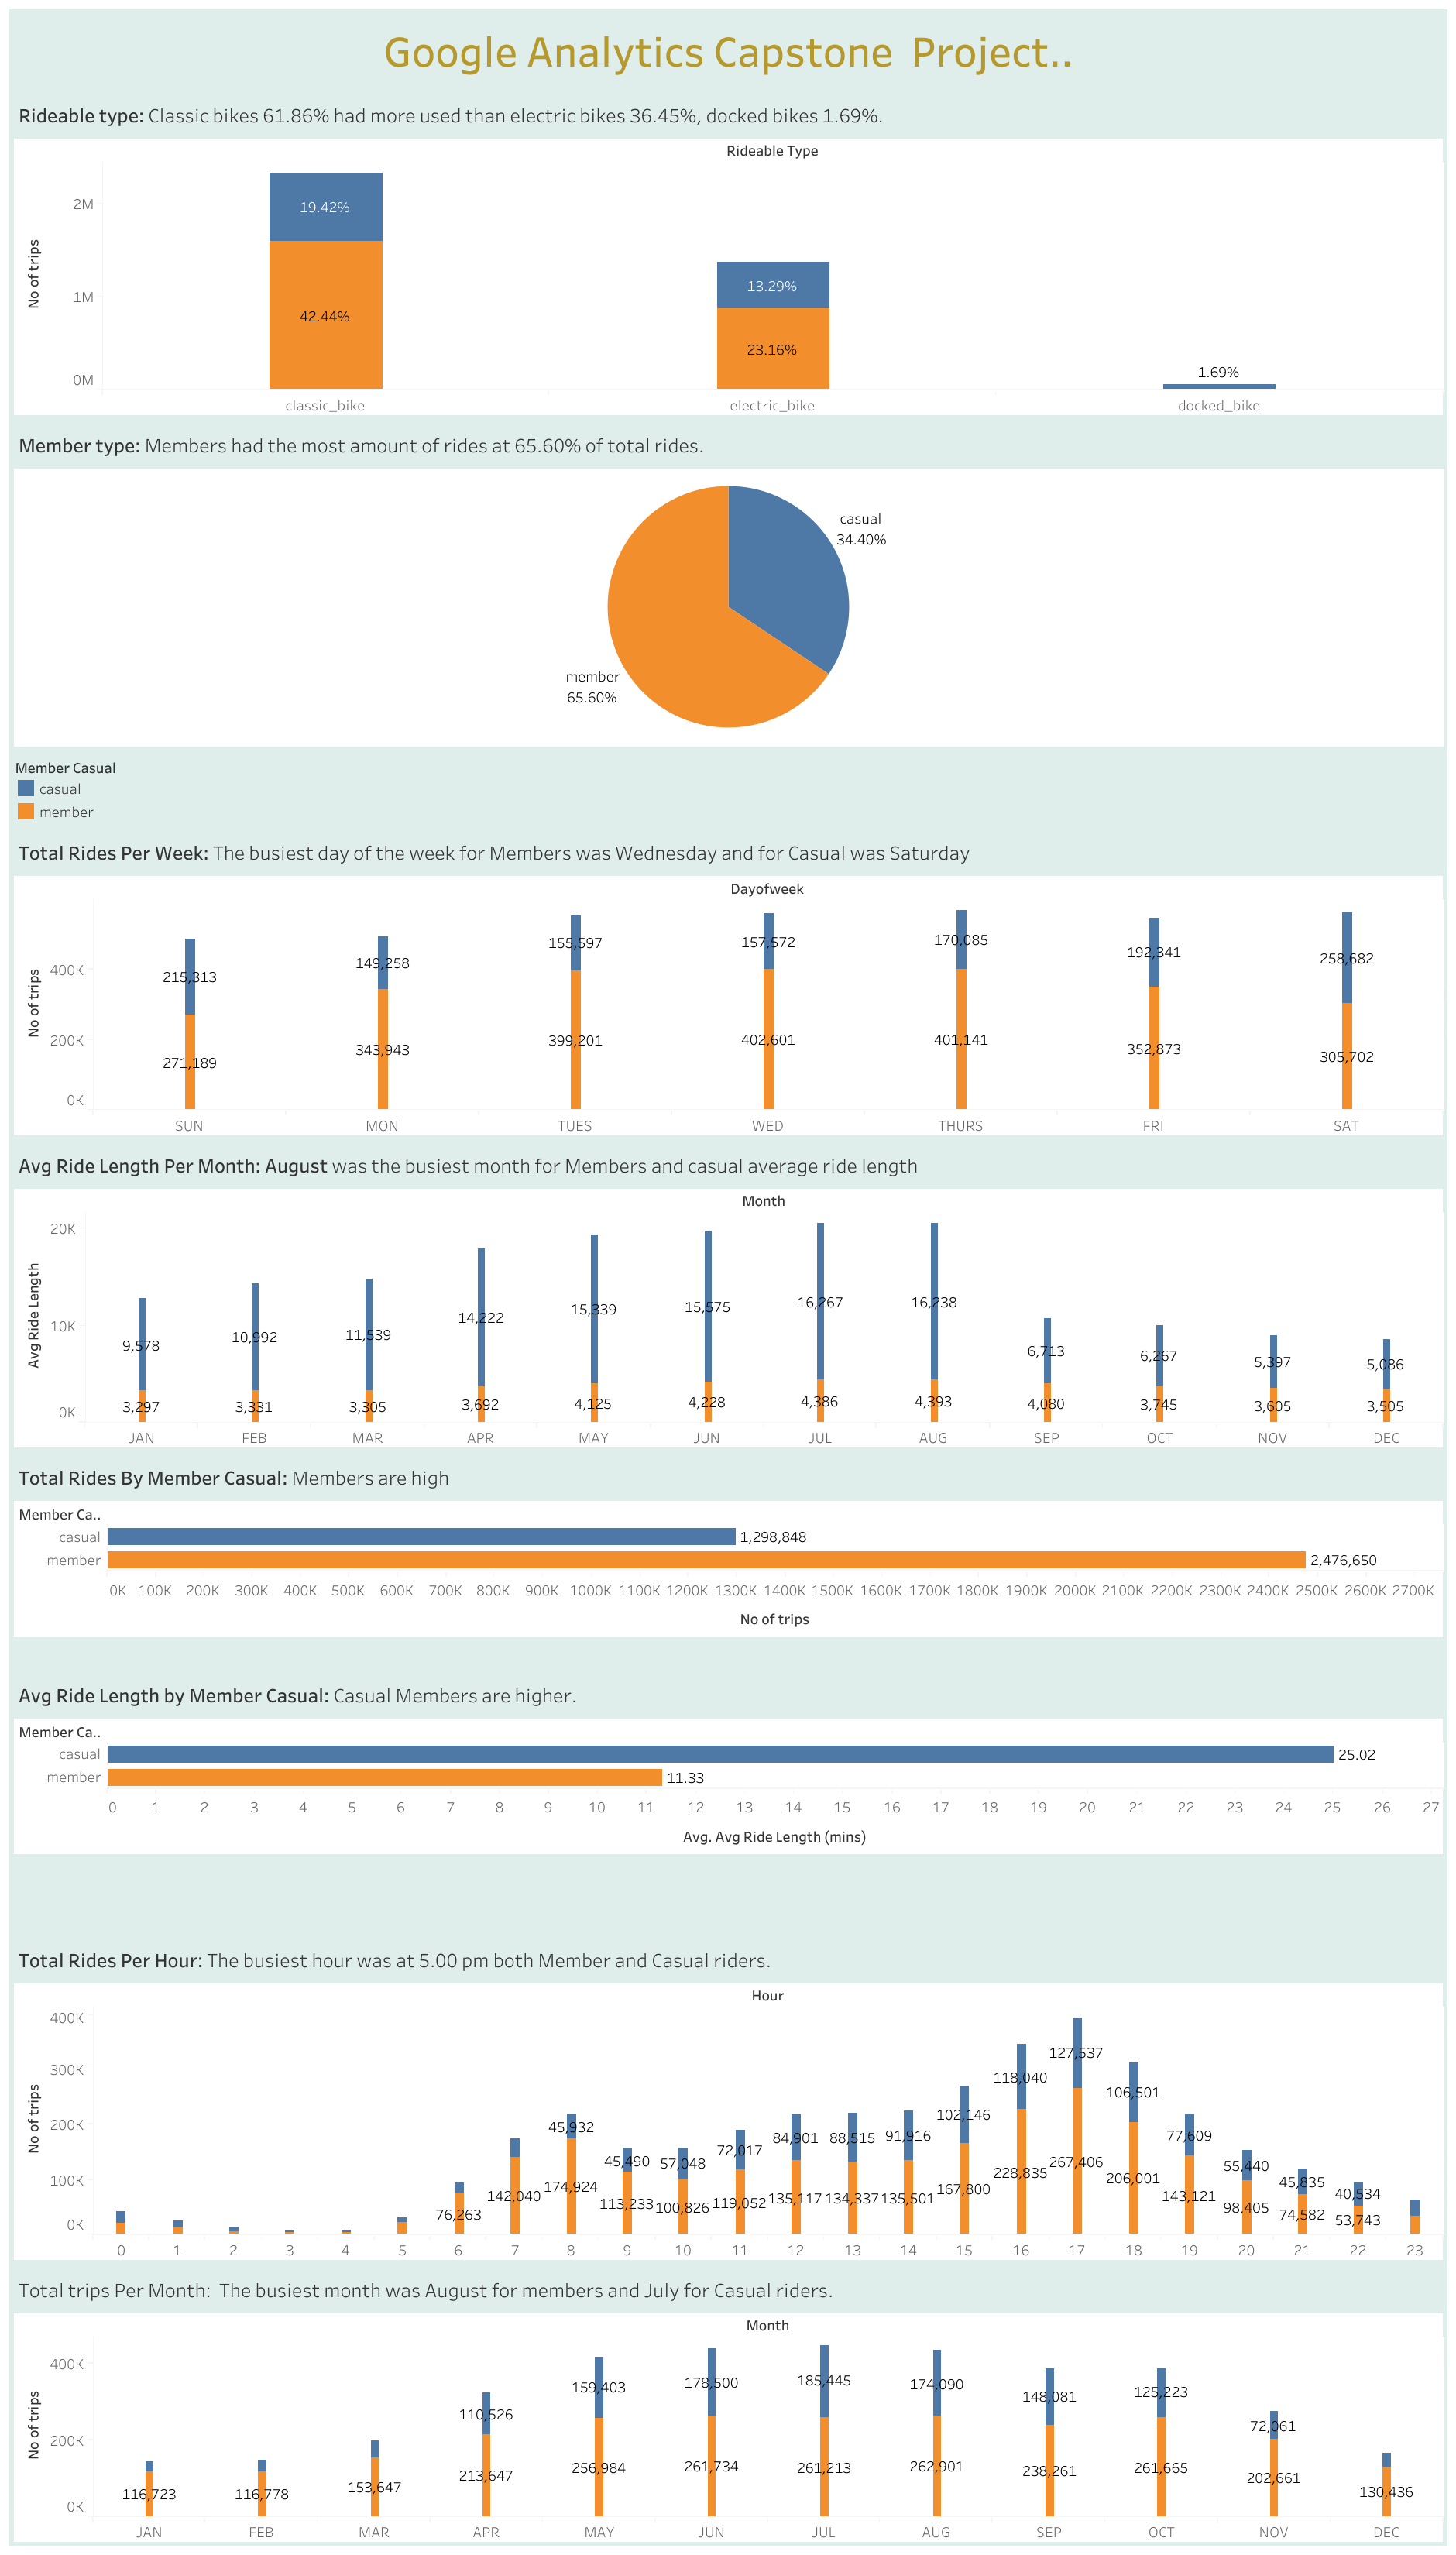 Google Analytics Capstone  Project..
Rideable type: Classic bikes 61.86% had more used than electric bikes 36.45%, docked bikes 1.69%.
Rideable Type
No of trips
2M
1M
0M
19.42%
42.44%
13.29%
23.16%
1.69%
classic_bike electric_bike docked_bike
Member type: Members had the most amount of rides at 65.60% of total rides.
casual
34.40%
member
65.60%
Member Casual
casual
member
Total Rides Per Week: The busiest day of the week for Members was Wednesday and for Casual was Saturday
Dayofweek
No of trips
400K
200K
0K
215,313 149,258 155,597 157,572 170,085 192,341 258,682
271,189 343,943 399,201 402,601 401,141 352,873 305,702
SUN MON TUES WED THURS FRI SAT
Avg Ride Length Per Month: August was the busiest month for Members and casual average ride length
Month
Avg Ride Length
20K
10K
0K
9,578 10,992 11,539 14,222 15,339 15,575 16,267 16,238 6,713 6,267 5,397 5,086
3,297 3,331 3,305 3,692 4,125 4,228 4,386 4,393 4,080 3,745 3,605 3,505
JAN FEB MAR APR MAY JUN JUL AUG SEP OCT NOV DEC
Total Rides By Member Casual: Members are high
Member Ca..
casual 1,298,848
member 2,476,650
0K 100K 200K 300K 400K 500K 600K 700K 800K 900K 1000K 1100K 1200K 1300K 1400K 1500K 1600K 1700K 1800K 1900K 2000K 2100K 2200K 2300K 2400K 2500K 2600K 2700K
No of trips
Avg Ride Length by Member Casual: Casual Members are higher.
Member Ca..
casual 25.02
member 11.33
0 1 2 3 4 5 6 7 8 9 10 11 12 13 14 15 16 17 18 19 20 21 22 23 24 25 26 27
Avg. Avg Ride Length (mins)
Total Rides Per Hour: The busiest hour was at 5.00 pm both Member and Casual riders.
Hour
No of trips
400K
300K
200K
100K
0K
45,932 45,490 57,048 72,017 84,901 88,515 91,916 102,146 118,040 127,537 106,501 77,609 55,440 45,835 40,534
76,263 142,040 174,924 113,233 100,826 119,052 135,117 134,337 135,501 167,800 228,835 267,406 206,001 143,121 98,405 74,582 53,743
0 1 2 3 4 5 6 7 8 9 10 11 12 13 14 15 16 17 18 19 20 21 22 23
Total trips Per Month:  The busiest month was August for members and July for Casual riders.
Month
No of trips
400K
200K
0K
110,526 159,403 178,500 185,445 174,090 148,081 125,223 72,061
116,723 116,778 153,647 213,647 256,984 261,734 261,213 262,901 238,261 261,665 202,661 130,436
JAN FEB MAR APR MAY JUN JUL AUG SEP OCT NOV DEC